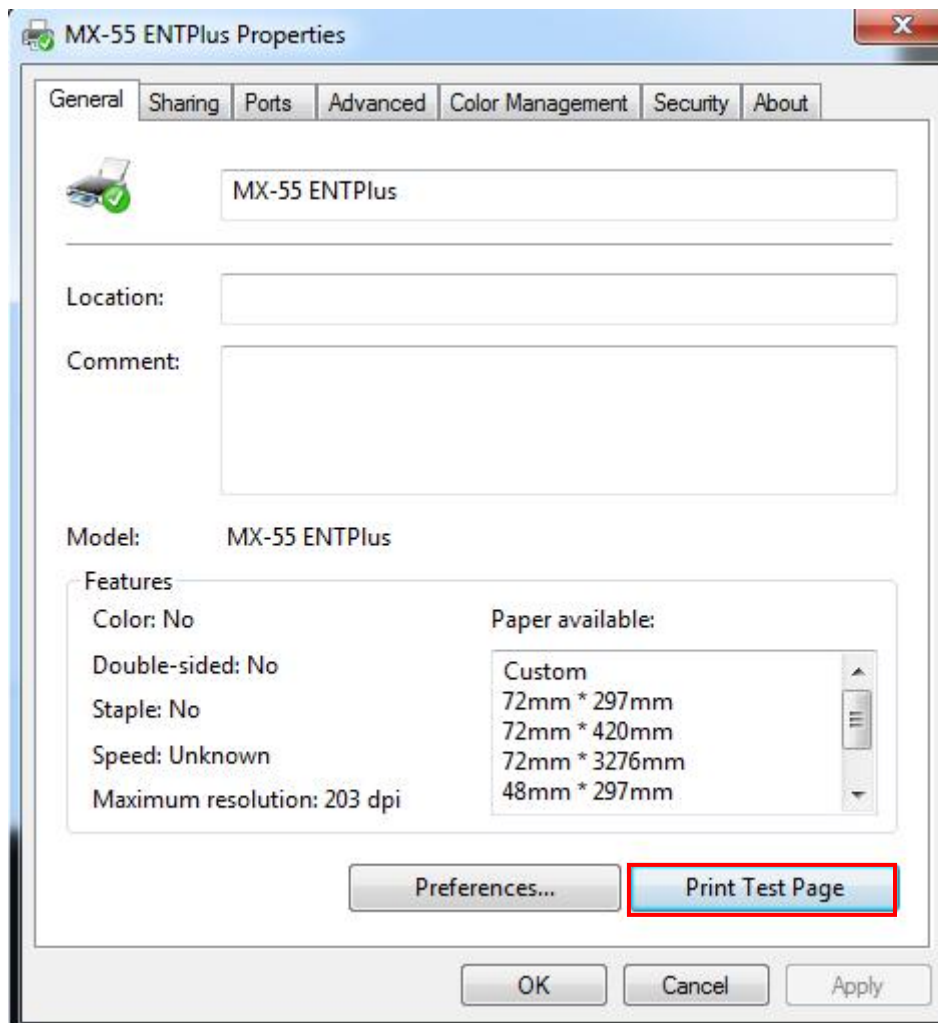 MX-55 ENTPlus Properties
General Sharing Ports Advanced Color Management Security About
MX-55 ENTPlus
Location:
Comment:
Model: MX-55 ENTPlus
Features
Color: No
Double-sided: No
Staple: No
Speed: Unknown
Maximum resolution: 203 dpi
Paper available:
Custom
72mm * 297mm
72mm * 420mm
72mm * 3276mm
48mm * 297mm
Preferences... Print Test Page
OK Cancel Apply